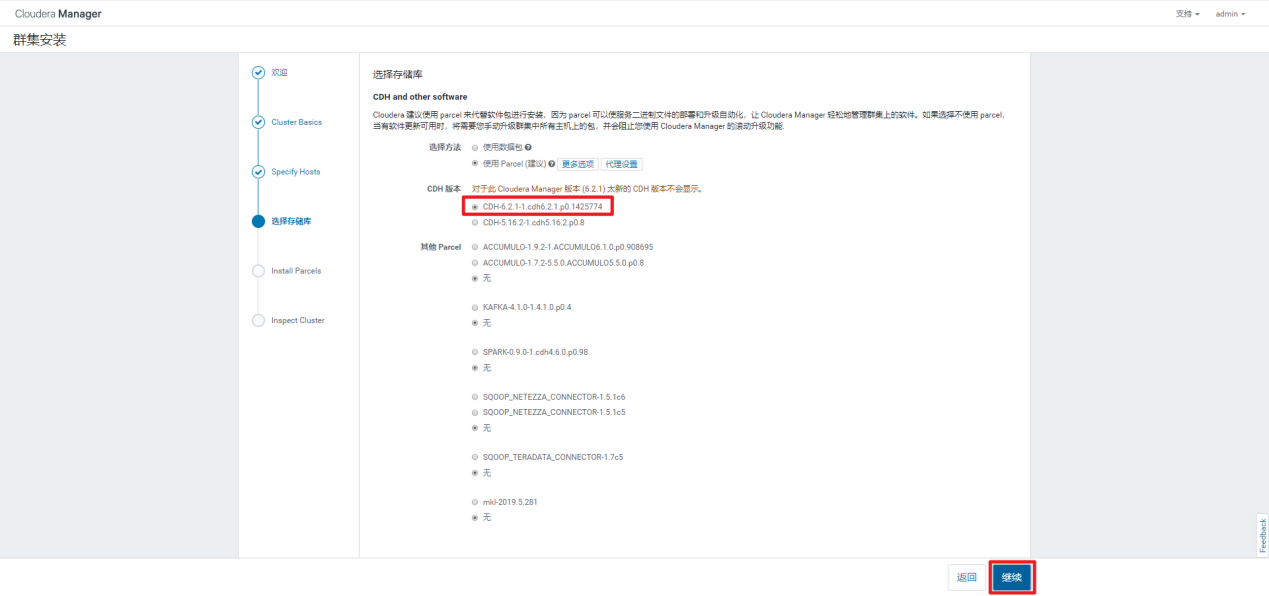 Cloudera Manager
支持 admin
群集安装
欢迎
Cluster Basics
Specify Hosts
选择存储库
Install Parcels
Inspect Cluster
选择存储库
CDH and other software
Cloudera 建议使用 parcel 来代替软件包进行安装，因为 parcel 可以使服务二进制文件的部署和升级自动化，让 Cloudera Manager 轻松地管理群集上的软件。如果选择不使用 parcel，
当有软件更新可用时，将需要您手动升级群集中所有主机上的包，并会阻止您使用 Cloudera Manager 的滚动升级功能.
选择方法 使用数据包
使用 Parcel (建议) 更多选项 代理设置
CDH 版本 对于此 Cloudera Manager 版本 (6.2.1) 太新的 CDH 版本不会显示。
CDH-6.2.1-1.cdh6.2.1.p0.1425774
CDH-5.16.2-1.cdh5.16.2.p0.8
其他 Parcel ACCUMULO-1.9.2-1.ACCUMULO6.1.0.p0.908695
ACCUMULO-1.7.2-5.5.0.ACCUMULO5.5.0.p0.8
无
KAFKA-4.1.0-1.4.1.0.p0.4
无
SPARK-0.9.0-1.cdh4.6.0.p0.98
无
SQOOP_NETEZZA_CONNECTOR-1.5.1c6
SQOOP_NETEZZA_CONNECTOR-1.5.1c5
无
SQOOP_TERADATA_CONNECTOR-1.7c5
无
mkl-2019.5.281
无
Feedback
返回 继续